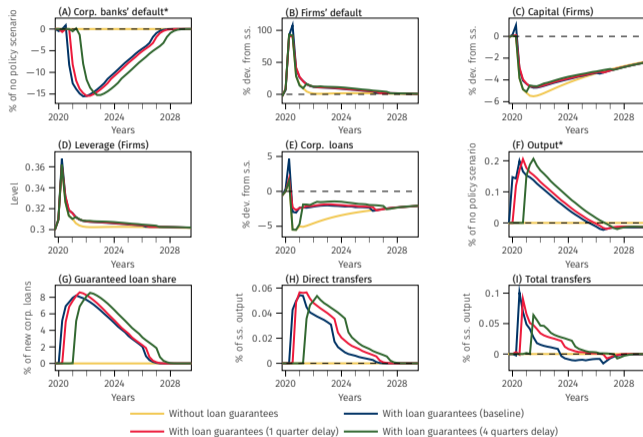 (A) Corp. banks' default*
(B) Firms' default
(C) Capital (Firms)
% of no policy scenario
0
−5
−10
−15
2020 2024 2028
Years
% dev. from s.s.
100
50
0
2020 2024 2028
Years
% dev. from s.s.
0
−2
−4
−6
2020 2024 2028
Years
(D) Leverage (Firms)
(E) Corp. loans
(F) Output*
Level
0.36
0.34
0.32
0.3
2020 2024 2028
Years
% dev. from s.s.
5
0
−5
2020 2024 2028
Years
% of no policy scenario
0.2
0.1
0
2020 2024 2028
Years
(G) Guaranteed loan share
(H) Direct transfers
(I) Total transfers
% of new corp. loans
8
6
4
2
0
2020 2024 2028
Years
% of s.s. output
0.06
0.04
0.02
0
2020 2024 2028
Years
% of s.s. output
0.1
0.05
0
2020 2024 2028
Years
Without loan guarantees
With loan guarantees (baseline)
With loan guarantees (1 quarter delay)
With loan guarantees (4 quarters delay)